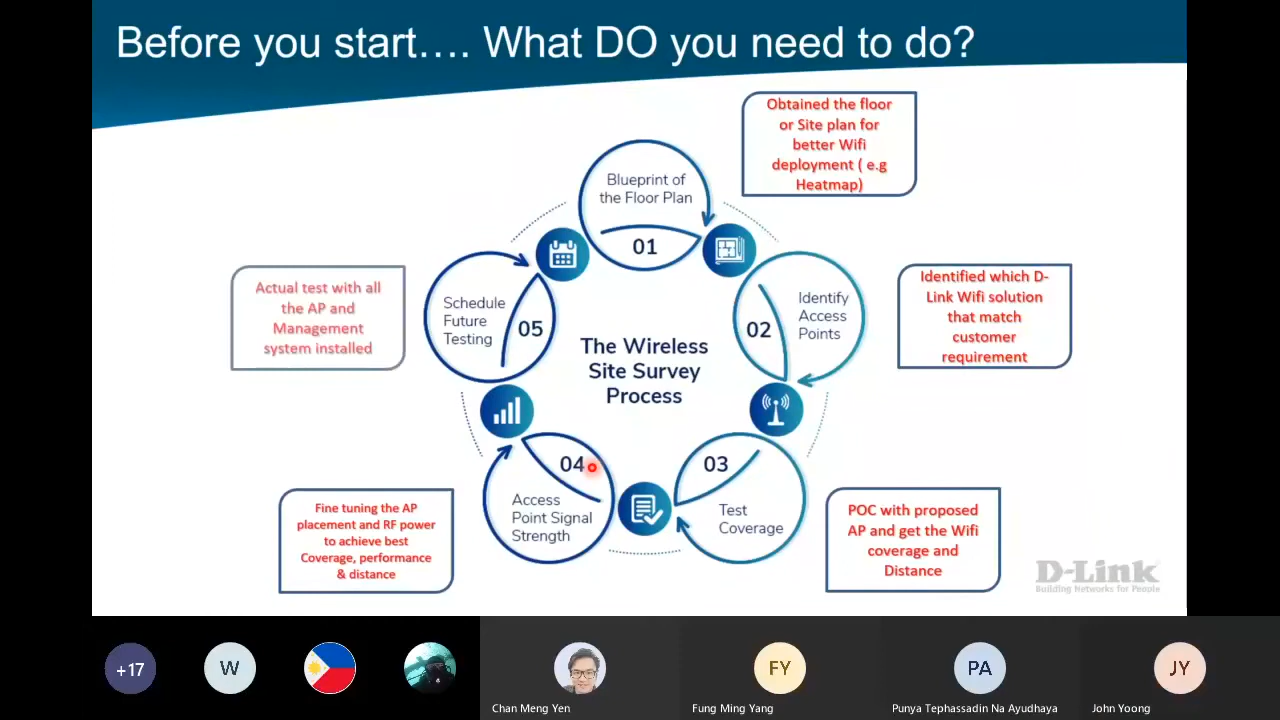 Before you start.... What DO you need to do?
Obtained the floor
or Site plan for
better Wifi
deployment ( e.g
Heatmap)
Blueprint of
the Floor Plan
01
Identify
Access
Points
02
Identified which D-
Link Wifi solution
that match
customer
requirement
Actual test with all
the AP and
Management
system installed
Schedule
Future
Testing
05
The Wireless
Site Survey
Process
04
Access
Point Signal
Strength
03
Test
Coverage
Fine tuning the AP
placement and RF power
to achieve best
Coverage, performance
& distance
POC with proposed
AP and get the Wifi
coverage and
Distance
D-Link
Building Networks for People
+17
W
FY
PA
JY
Chan Meng Yen
Fung Ming Yang
Punya Tephassadin Na Ayudhaya
John Yoong